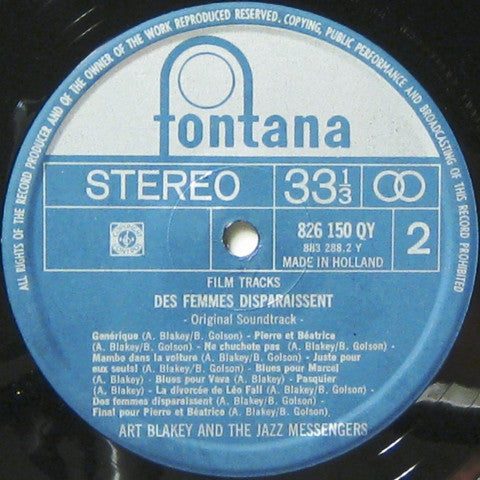 ALL RIGHTS OF THE RECORD PRODUCER AND OF THE OWNER OF THE WORK REPRODUCED RESERVED. COPYING, PUBLIC PERFORMANCE AND BROADCASTING OF THIS RECORD PROHIBITED
fontana
STEREO 33⅓
826 150 QY
883 288.2 Y
MADE IN HOLLAND
2
FILM TRACKS
DES FEMMES DISPARAISSENT
- Original Soundtrack -
Genérique (A. Blakey/B. Golson) - Pierre et Béatrice
(A. Blakey/B. Golson) - Ne chuchote pas (A. Blakey/B. Golson) -
Mambo dans la voiture (A. Blakey/B. Golson) - Juste pour
eux seuls! (A. Blakey/B. Golson) - Blues pour Marcel
(A. Blakey) - Blues pour Vava (A. Blakey) - Pasquier
(A. Blakey) - La divorcée de Léo Fall (A. Blakey/B. Golson) -
Des femmes disparaissent (A. Blakey/B. Golson) -
Final pour Pierre et Béatrice (A. Blakey/B. Golson).
ART BLAKEY AND THE JAZZ MESSENGERS